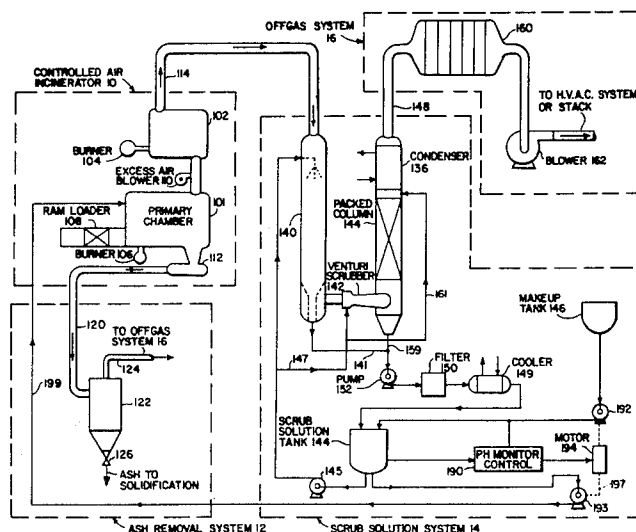 OFFGAS SYSTEM
16
160
CONTROLLED AIR
INCINERATOR 10
114
148
TO H.V.A.C. SYSTEM
OR STACK
102
BURNER
104
EXCESS AIR
BLOWER 110
CONDENSER
136
BLOWER 162
RAM LOADER
108
PRIMARY
CHAMBER
101
PACKED
COLUMN
144
140
BURNER
106
112
VENTURI
SCRUBBER
142
161
MAKEUP
TANK 146
120
TO OFFGAS
SYSTEM 16
124
147
141
159
FILTER
150
COOLER
149
199
122
PUMP
152
192
126
SCRUB
SOLUTION
TANK 144
MOTOR
194
PH MONITOR
CONTROL
190
ASH TO
SOLIDIFICATION
145
197
193
ASH REMOVAL SYSTEM 12
SCRUB SOLUTION SYSTEM 14